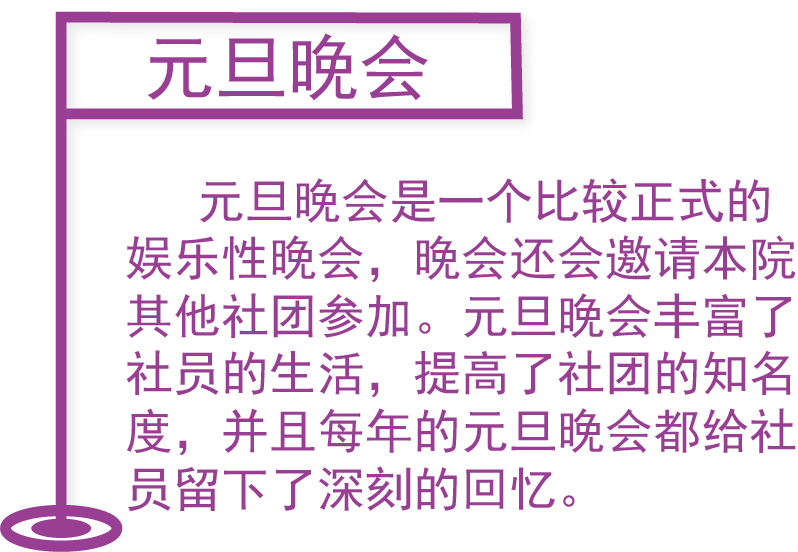 元旦晚会
元旦晚会是一个比较正式的
娱乐性晚会，晚会还会邀请本院
其他社团参加。元旦晚会丰富了
社员的生活，提高了社团的知名
度，并且每年的元旦晚会都给社
员留下了深刻的回忆。